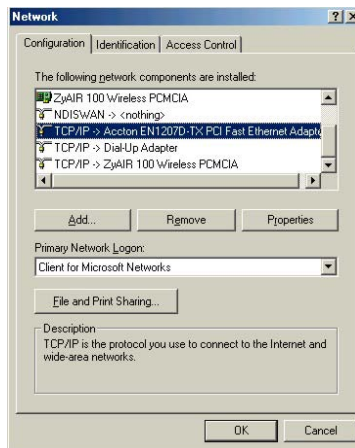 Network
Configuration Identification Access Control
The following network components are installed:
ZyAIR 100 Wireless PCMCIA
NDISWAN -> <nothing>
TCP/IP -> Accton EN1207D-TX PCI Fast Ethernet Adapte
TCP/IP -> Dial-Up Adapter
TCP/IP -> ZyAIR 100 Wireless PCMCIA
Add... Remove Properties
Primary Network Logon:
Client for Microsoft Networks
File and Print Sharing...
Description
TCP/IP is the protocol you use to connect to the Internet and
wide-area networks.
OK Cancel